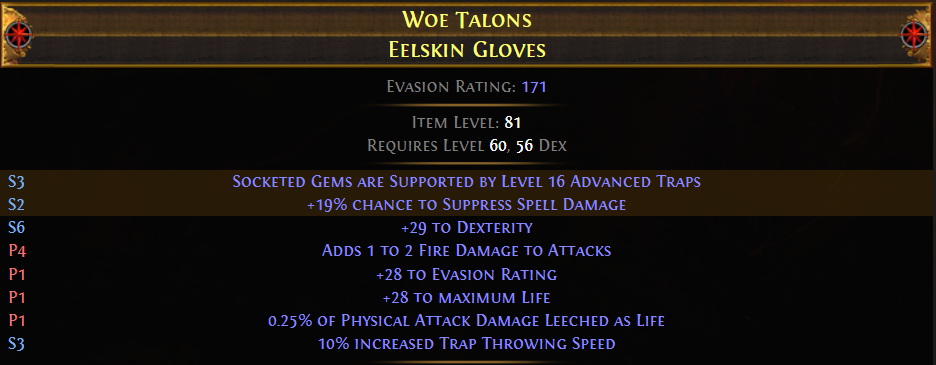 Woe Talons
Eelskin Gloves
Evasion Rating: 171
Item Level: 81
Requires Level 60, 56 Dex
S3 Socketed Gems are Supported by Level 16 Advanced Traps
S2 +19% chance to Suppress Spell Damage
S6 +29 to Dexterity
P4 Adds 1 to 2 Fire Damage to Attacks
P1 +28 to Evasion Rating
P1 +28 to maximum Life
P1 0.25% of Physical Attack Damage Leeched as Life
S3 10% increased Trap Throwing Speed